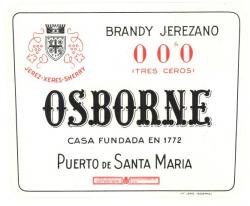 BRANDY JEREZANO
000
(TRES CEROS)
JEREZ-XERES-SHERRY
OSBORNE
CASA FUNDADA EN 1772
PUERTO DE SANTA MARIA